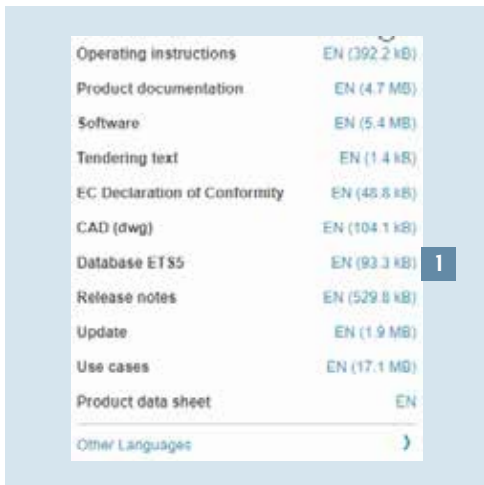 Operating instructions EN (392.2 kB)
Product documentation EN (4.7 MB)
Software EN (5.4 MB)
Tendering text EN (1.4 kB)
EC Declaration of Conformity EN (48.8 kB)
CAD (dwg) EN (104.1 kB)
Database ETS5 EN (93.3 kB) 1
Release notes EN (529.8 kB)
Update EN (1.9 MB)
Use cases EN (17.1 MB)
Product data sheet EN
Other Languages